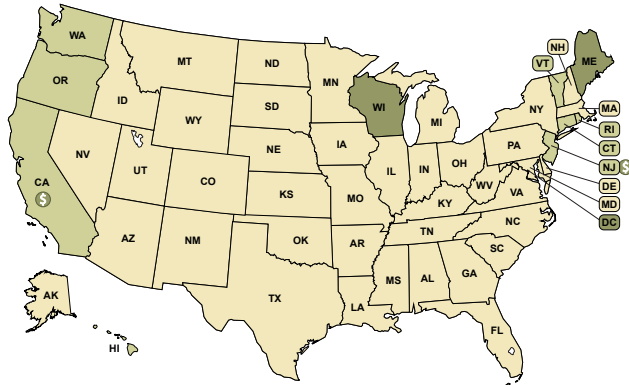 WA
OR
CA
$
ID
NV
MT
WY
UT
AZ
CO
NM
ND
SD
NE
KS
OK
TX
MN
IA
MO
AR
LA
WI
IL
MS
MI
IN
KY
TN
AL
OH
WV
VA
NC
SC
GA
FL
PA
NY
VT
NH
ME
MA
RI
CT
NJ
$
DE
MD
DC
AK
HI